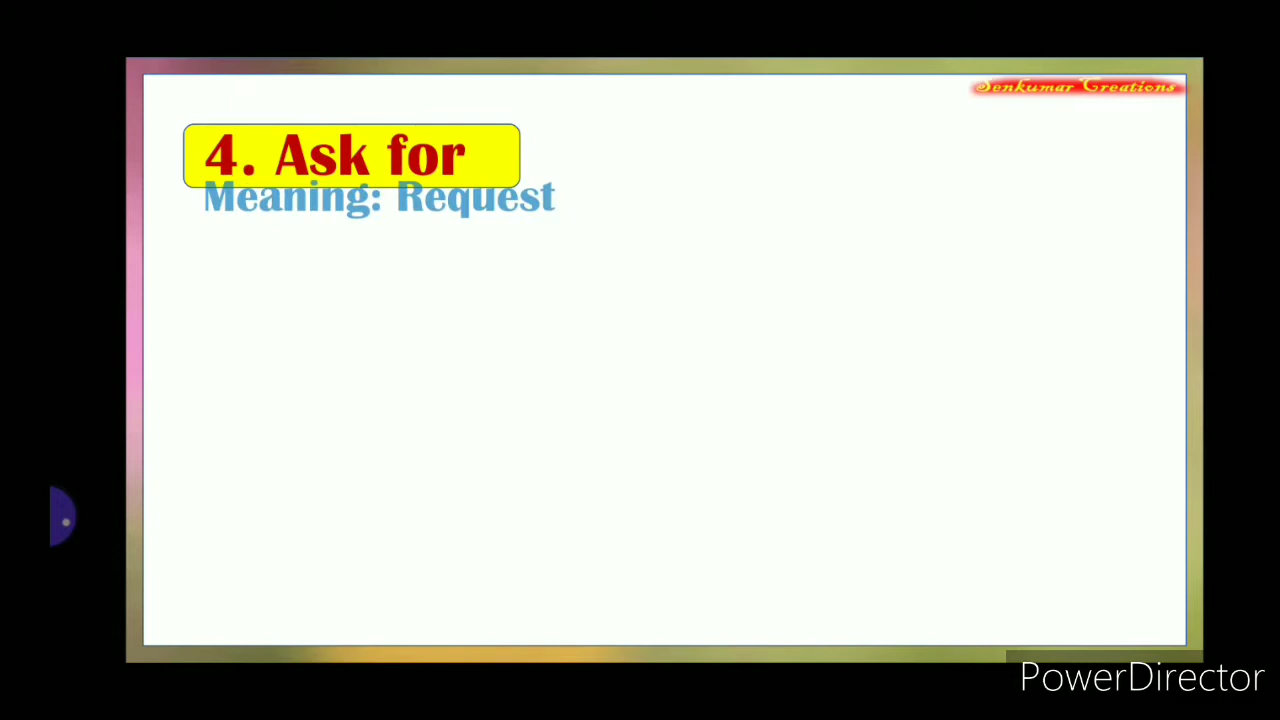 Senkumar Creations
4. Ask for
Meaning: Request
PowerDirector